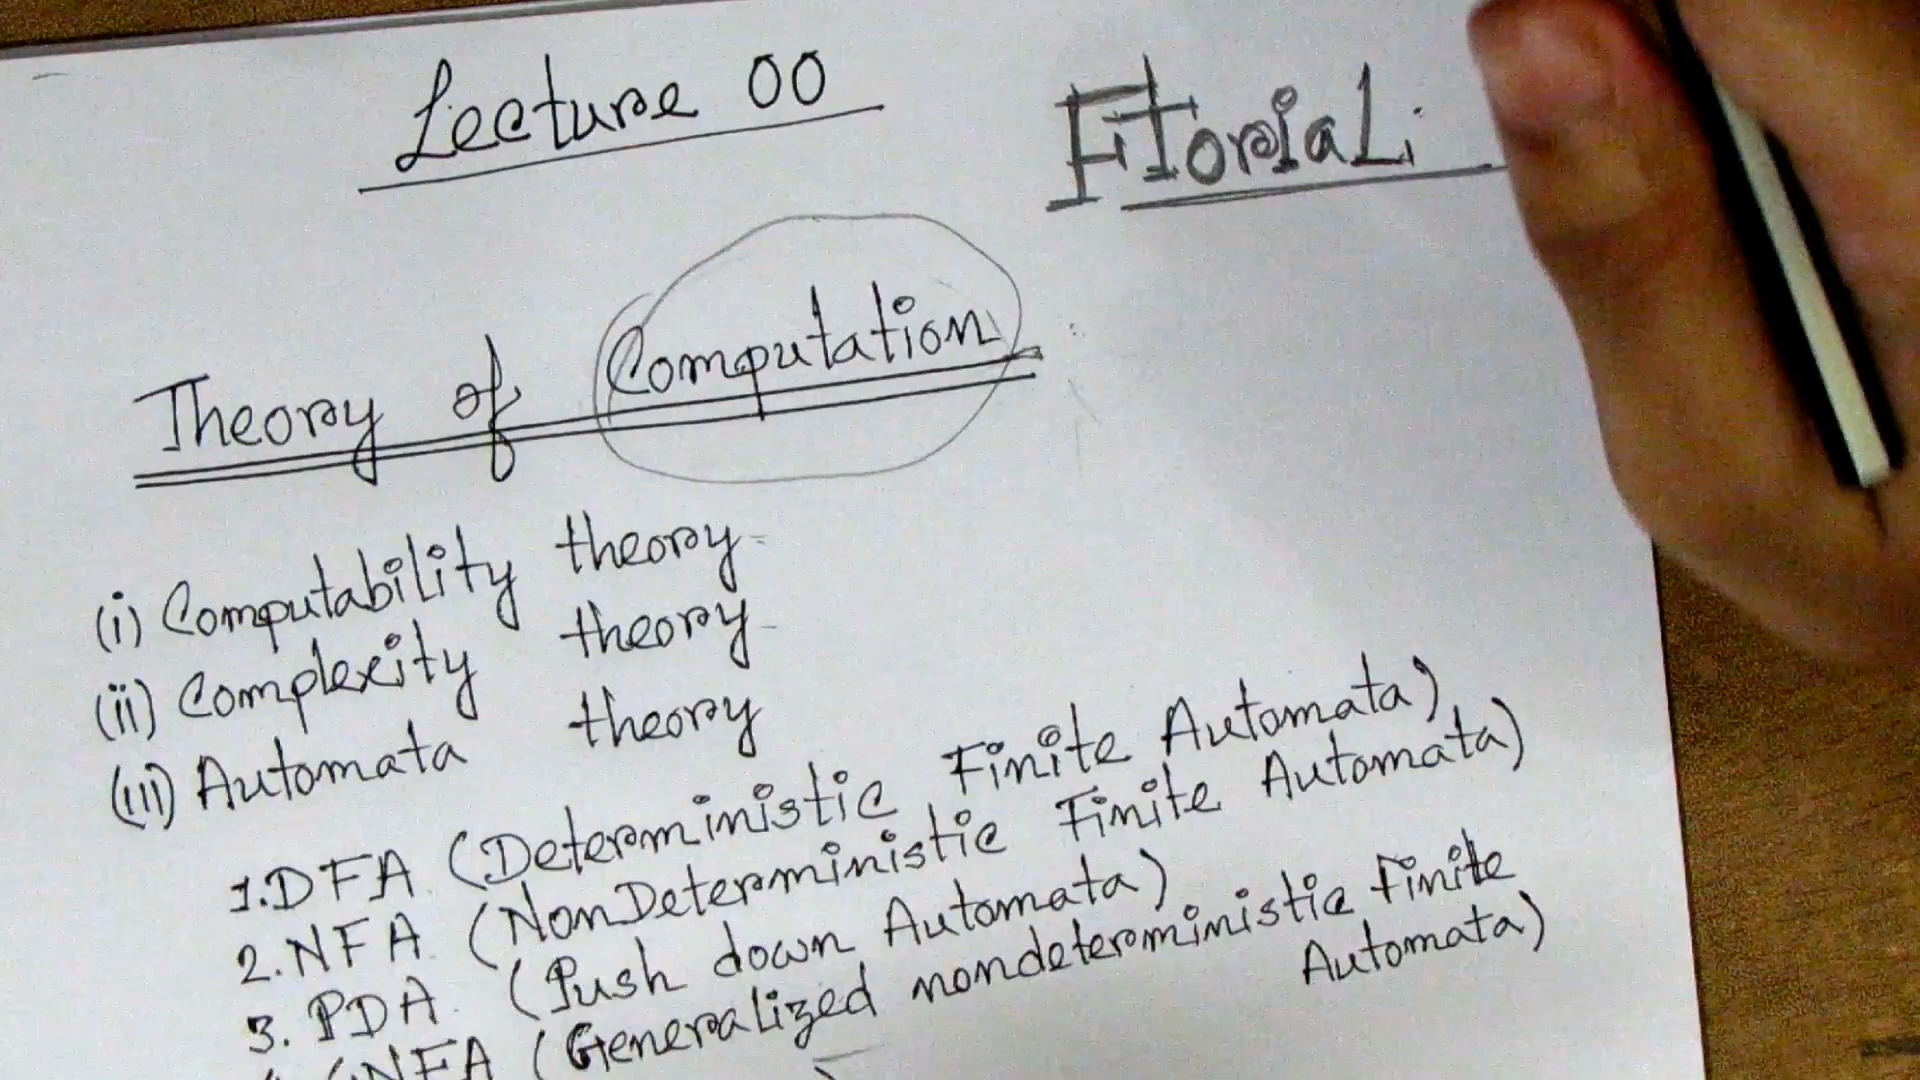 Lecture 00
FItorial.
Theory of Computation
(i) Computability theory
(ii) Complexity theory
(iii) Automata theory
1. DFA (Deterministic Finite Automata)
2. NFA (NonDeterministic Finite Automata)
3. PDA (Push down Automata)
GNFA (Generalized nondeterministic finite
Automata)